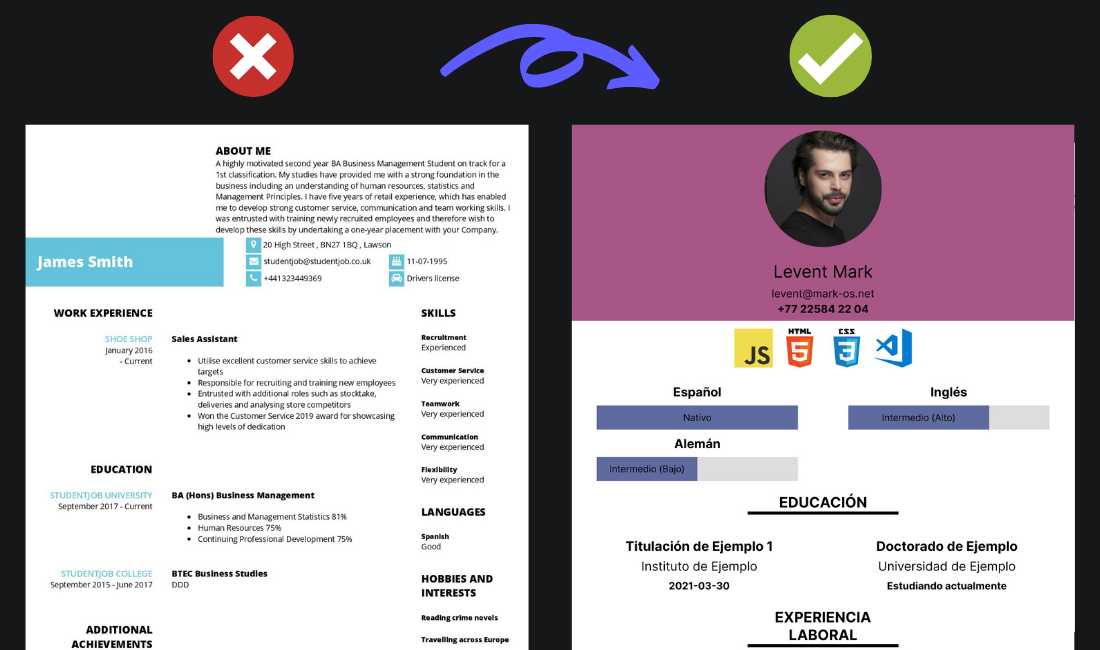 ABOUT ME
A highly motivated second year BA Business Management Student on track for a
1st classification. My studies have provided me with a strong foundation in the
business including an understanding of human resources, statistics and
Management Principles. I have five years of retail experience, which has enabled
me to develop strong customer service, communication and team working skills. I
was entrusted with training newly recruited employees and therefore wish to
develop these skills by undertaking a one-year placement with your Company.
James Smith
20 High Street , BN27 1BQ , Lawson
studentjob@studentjob.co.uk
11-07-1995
+441323449369
Drivers license
WORK EXPERIENCE
SHOE SHOP
January 2016
- Current
Sales Assistant
• Utilise excellent customer service skills to achieve
targets
• Responsible for recruiting and training new employees
• Entrusted with additional roles such as stocktake,
deliveries and analysing store competitors
• Won the Customer Service 2019 award for showcasing
high levels of dedication
EDUCATION
STUDENTJOB UNIVERSITY
September 2017 - Current
BA (Hons) Business Management
• Business and Management Statistics 81%
• Human Resources 75%
• Continuing Professional Development 75%
STUDENTJOB COLLEGE
September 2015 - June 2017
BTEC Business Studies
DDD
ADDITIONAL
ACHIEVEMENTS
SKILLS
Recruitment
Experienced
Customer Service
Very experienced
Teamwork
Very experienced
Communication
Very experienced
Flexibility
Very experienced
LANGUAGES
Spanish
Good
HOBBIES AND
INTERESTS
Reading crime novels
Travelling across Europe
Levent Mark
levent@mark-os.net
+77 22584 22 04
JS
HTML
5
CSS
3
Español
Nativo
Inglés
Intermedio (Alto)
Alemán
Intermedio (Bajo)
EDUCACIÓN
Titulación de Ejemplo 1
Instituto de Ejemplo
2021-03-30
Doctorado de Ejemplo
Universidad de Ejemplo
Estudiando actualmente
EXPERIENCIA
LABORAL